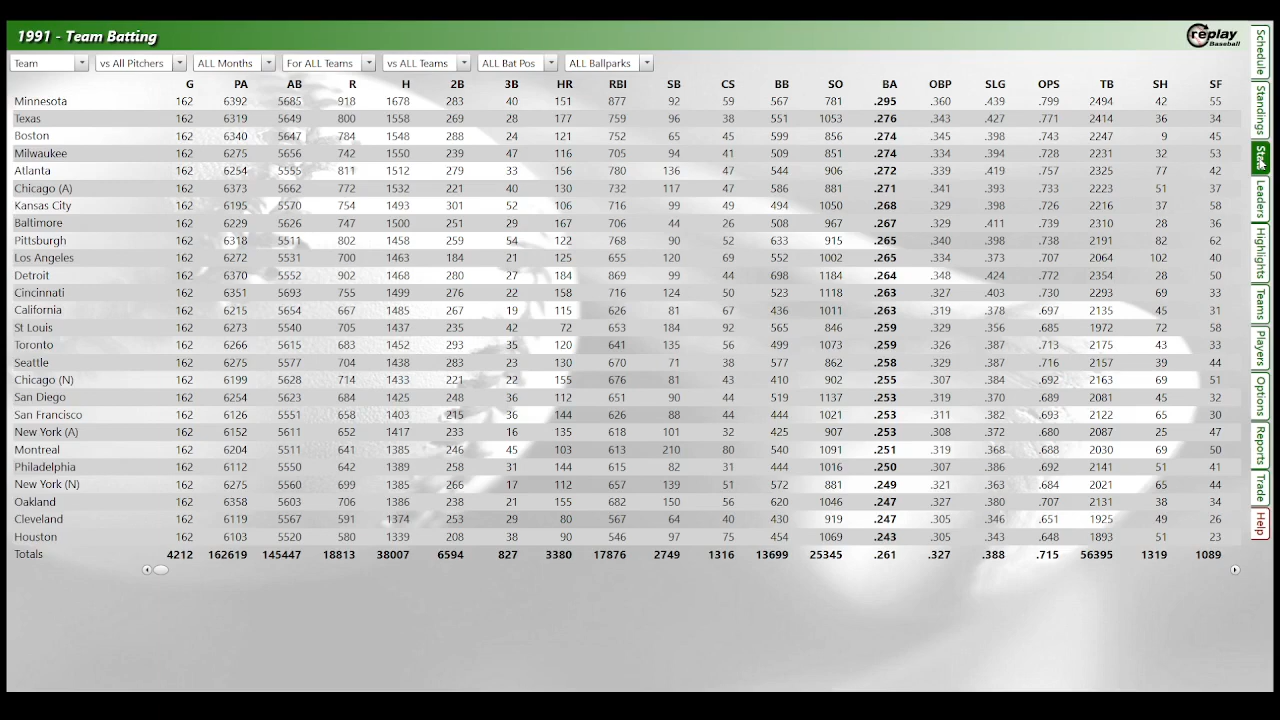 1991 - Team Batting
replay Baseball
Team vs All Pitchers ALL Months For ALL Teams vs ALL Teams ALL Bat Pos ALL Ballparks
G PA AB R H 2B 3B HR RBI SB CS BB SO BA OBP SLG OPS TB SH SF
Minnesota 162 6392 5685 918 1678 283 40 151 877 92 59 567 781 .295 .360 .439 .799 2494 42 55
Texas 162 6319 5649 800 1558 269 28 177 759 96 38 551 1053 .276 .343 .427 .771 2414 36 34
Boston 162 6340 5647 784 1548 288 24 121 752 65 45 599 856 .274 .345 .398 .743 2247 9 45
Milwaukee 162 6275 5656 742 1550 239 47 116 705 94 41 509 851 .274 .334 .394 .728 2231 32 53
Atlanta 162 6254 5595 811 1512 279 33 156 780 136 47 544 906 .272 .339 .419 .757 2325 77 42
Chicago (A) 162 6373 5662 772 1532 221 40 130 732 117 47 586 881 .271 .341 .393 .733 2223 51 37
Kansas City 162 6195 5570 754 1493 301 52 106 716 99 49 494 1050 .268 .329 .398 .726 2216 37 58
Baltimore 162 6229 5626 747 1500 251 29 167 706 44 26 508 967 .267 .329 .411 .739 2310 28 36
Pittsburgh 162 6318 5511 802 1458 259 54 122 768 90 52 633 915 .265 .340 .398 .738 2191 82 62
Los Angeles 162 6272 5531 700 1463 184 21 125 655 120 69 552 1002 .265 .334 .373 .707 2064 102 40
Detroit 162 6370 5552 902 1468 280 27 184 869 99 44 698 1184 .264 .348 .424 .772 2354 28 50
Cincinnati 162 6351 5693 755 1499 276 22 158 716 124 50 523 1118 .263 .327 .403 .730 2293 69 33
California 162 6215 5654 667 1485 267 19 115 626 81 67 436 1011 .263 .319 .378 .697 2135 45 31
St Louis 162 6273 5540 705 1437 235 42 72 653 184 92 565 846 .259 .329 .356 .685 1972 72 58
Toronto 162 6266 5615 683 1452 293 35 120 641 135 56 499 1073 .259 .326 .387 .713 2175 43 33
Seattle 162 6275 5577 704 1438 283 23 130 670 71 38 577 862 .258 .329 .387 .716 2157 39 44
Chicago (N) 162 6199 5628 714 1433 221 22 155 676 81 43 410 902 .255 .307 .384 .692 2163 69 51
San Diego 162 6254 5623 684 1425 248 36 112 651 90 44 519 1137 .253 .319 .370 .689 2081 45 32
San Francisco 162 6126 5551 658 1403 215 36 144 626 88 44 444 1021 .253 .311 .382 .693 2122 65 30
New York (A) 162 6152 5611 652 1417 233 16 135 618 101 32 425 907 .253 .308 .372 .680 2087 25 47
Montreal 162 6204 5511 641 1385 246 45 103 613 210 80 540 1091 .251 .319 .368 .688 2030 69 50
Philadelphia 162 6112 5550 642 1389 258 31 144 615 82 31 444 1016 .250 .307 .386 .692 2141 51 41
New York (N) 162 6275 5560 699 1385 266 17 112 657 139 51 572 881 .249 .321 .363 .684 2021 65 44
Oakland 162 6358 5603 706 1386 238 21 155 682 150 56 620 1046 .247 .327 .380 .707 2131 38 34
Cleveland 162 6119 5567 591 1374 253 29 80 567 64 40 430 919 .247 .305 .346 .651 1925 49 26
Houston 162 6103 5520 580 1339 208 38 90 546 97 75 454 1069 .243 .305 .343 .648 1893 51 23
Totals 4212 162619 145447 18813 38007 6594 827 3380 17876 2749 1316 13699 25345 .261 .327 .388 .715 56395 1319 1089
Schedule
Standings
Stats
Leaders
Highlights
Teams
Players
Options
Reports
Trade
Help